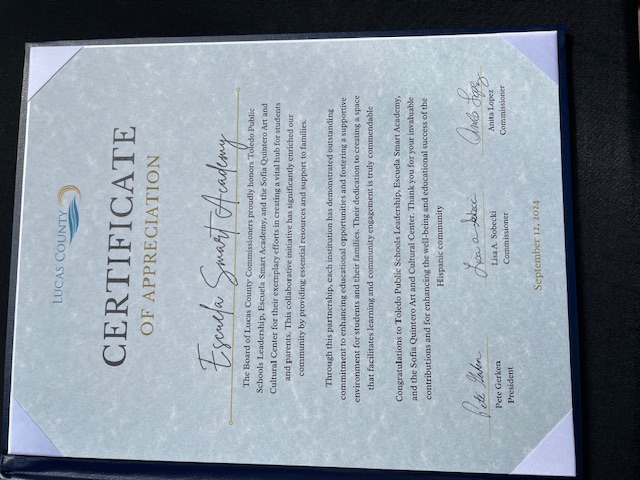 LUCAS COUNTY
CERTIFICATE
OF APPRECIATION
Escuela Smart Academy
The Board of Lucas County Commissioners proudly honors Toledo Public
Schools Leadership, Escuela Smart Academy, and the Sofia Quintero Art and
Cultural Center for their exemplary efforts in creating a vital hub for students
and parents. This collaborative initiative has significantly enriched our
community by providing essential resources and support to families.
Through this partnership, each institution has demonstrated outstanding
commitment to enhancing educational opportunities and fostering a supportive
environment for students and their families. Their dedication to creating a space
that facilitates learning and community engagement is truly commendable
Congratulations to Toledo Public Schools Leadership, Escuela Smart Academy,
and the Sofia Quintero Art and Cultural Center. Thank you for your invaluable
contributions and for enhancing the well-being and educational success of the
Hispanic community
Pete Gerken Lisa A. Sobecki Anita Lopez
Pete Gerken Lisa A. Sobecki Anita Lopez
President Commissioner Commissioner
September 12, 2024